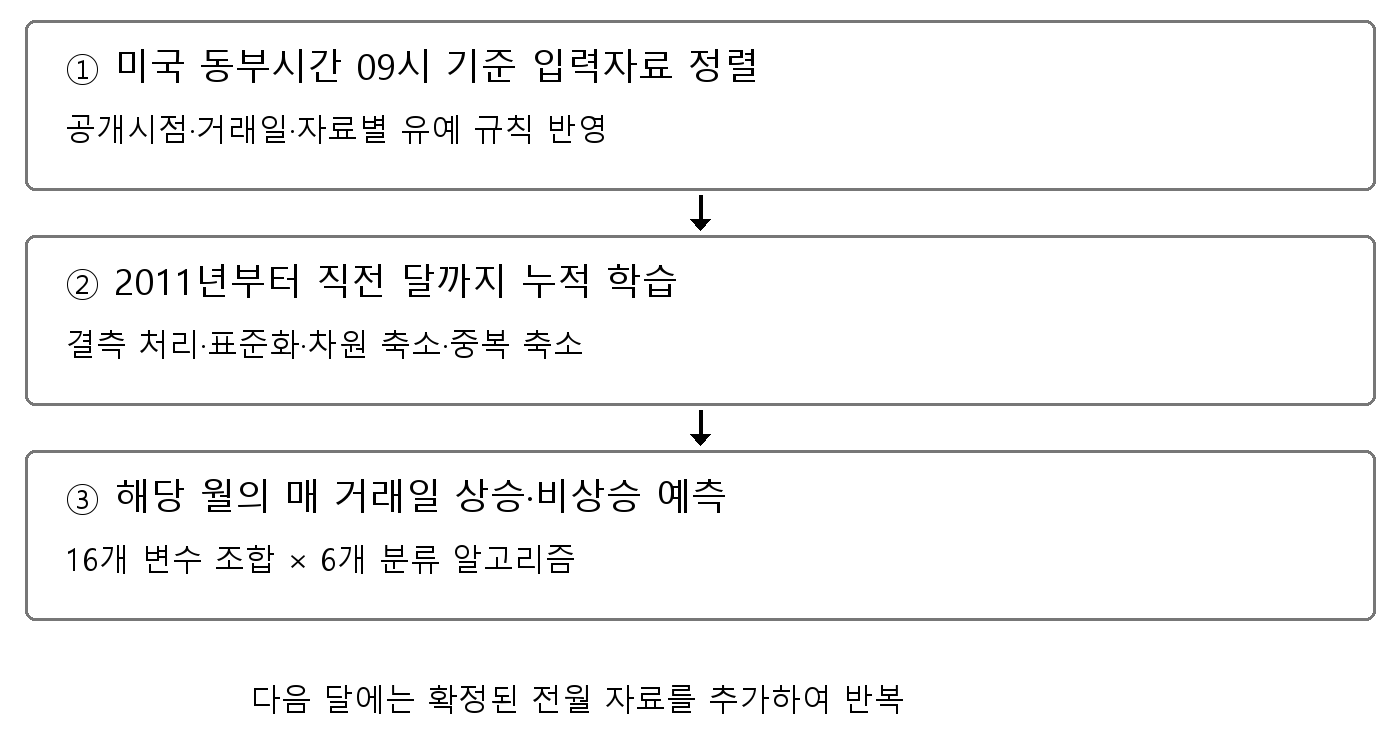 ① 미국 동부시간 09시 기준 입력자료 정렬
공개시점·거래일·자료별 유예 규칙 반영
② 2011년부터 직전 달까지 누적 학습
결측 처리·표준화·차원 축소·중복 축소
③ 해당 월의 매 거래일 상승·비상승 예측
16개 변수 조합 × 6개 분류 알고리즘
다음 달에는 확정된 전월 자료를 추가하여 반복